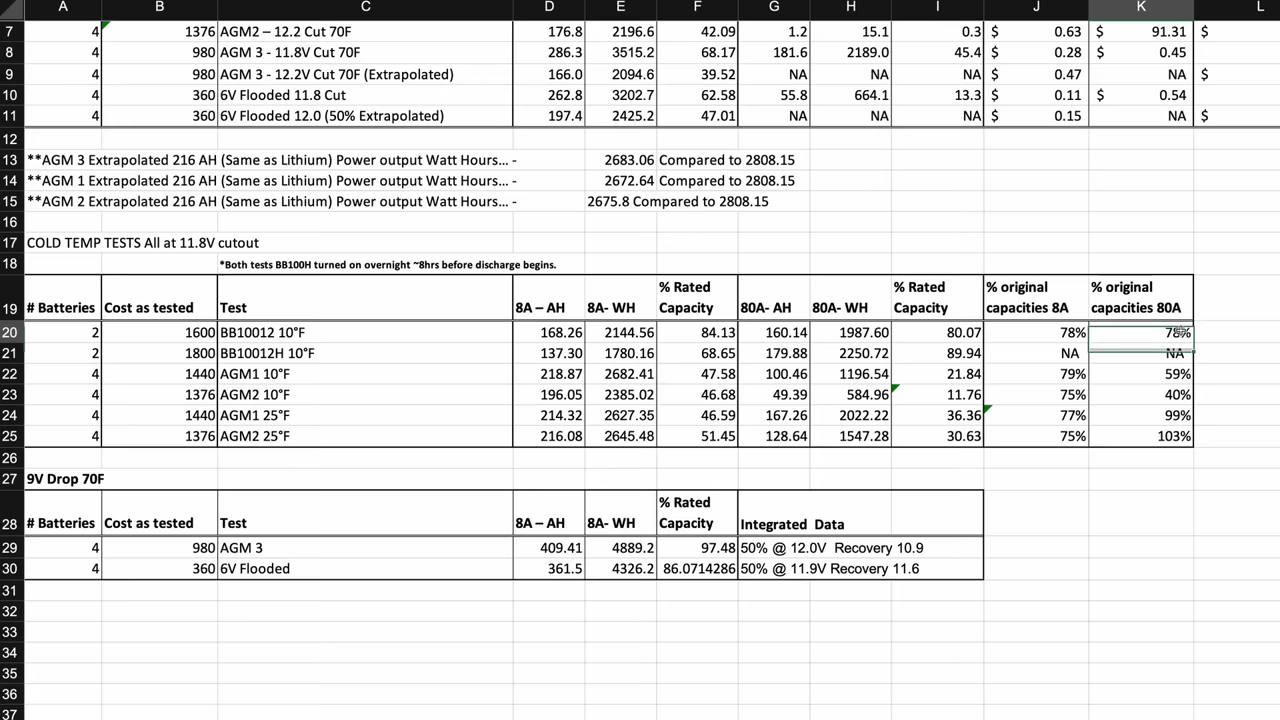 A B C D E F G H I J K L
7 4 1376 AGM2 – 12.2 Cut 70F 176.8 2196.6 42.09 1.2 15.1 0.3 $ 0.63 $ 91.31 $
8 4 980 AGM 3 - 11.8V Cut 70F 286.3 3515.2 68.17 181.6 2189.0 45.4 $ 0.28 $ 0.45
9 4 980 AGM 3 - 12.2V Cut 70F (Extrapolated) 166.0 2094.6 39.52 NA NA NA $ 0.47 NA $
10 4 360 6V Flooded 11.8 Cut 262.8 3202.7 62.58 55.8 664.1 13.3 $ 0.11 $ 0.54
11 4 360 6V Flooded 12.0 (50% Extrapolated) 197.4 2425.2 47.01 NA NA NA $ 0.15 NA $
12
13 **AGM 3 Extrapolated 216 AH (Same as Lithium) Power output Watt Hours... - 2683.06 Compared to 2808.15
14 **AGM 1 Extrapolated 216 AH (Same as Lithium) Power output Watt Hours... - 2672.64 Compared to 2808.15
15 **AGM 2 Extrapolated 216 AH (Same as Lithium) Power output Watt Hours... - 2675.8 Compared to 2808.15
16
17 COLD TEMP TESTS All at 11.8V cutout
18 *Both tests BB100H turned on overnight ~8hrs before discharge begins.
% Rated % Rated % original % original
19 # Batteries Cost as tested Test 8A – AH 8A- WH Capacity 80A- AH 80A- WH Capacity capacities 8A capacities 80A
20 2 1600 BB10012 10°F 168.26 2144.56 84.13 160.14 1987.60 80.07 78%
21 2 1800 BB10012H 10°F 137.30 1780.16 68.65 179.88 2250.72 89.94 NA NA
22 4 1440 AGM1 10°F 218.87 2682.41 47.58 100.46 1196.54 21.84 79% 59%
23 4 1376 AGM2 10°F 196.05 2385.02 46.68 49.39 584.96 11.76 75% 40%
24 4 1440 AGM1 25°F 214.32 2627.35 46.59 167.26 2022.22 36.36 77% 99%
25 4 1376 AGM2 25°F 216.08 2645.48 51.45 128.64 1547.28 30.63 75% 103%
26
27 9V Drop 70F
% Rated
28 # Batteries Cost as tested Test 8A – AH 8A- WH Capacity Integrated Data
29 4 980 AGM 3 409.41 4889.2 97.48 50% @ 12.0V Recovery 10.9
30 4 360 6V Flooded 361.5 4326.2 86.0714286 50% @ 11.9V Recovery 11.6
31
32
33
34
35
36
37